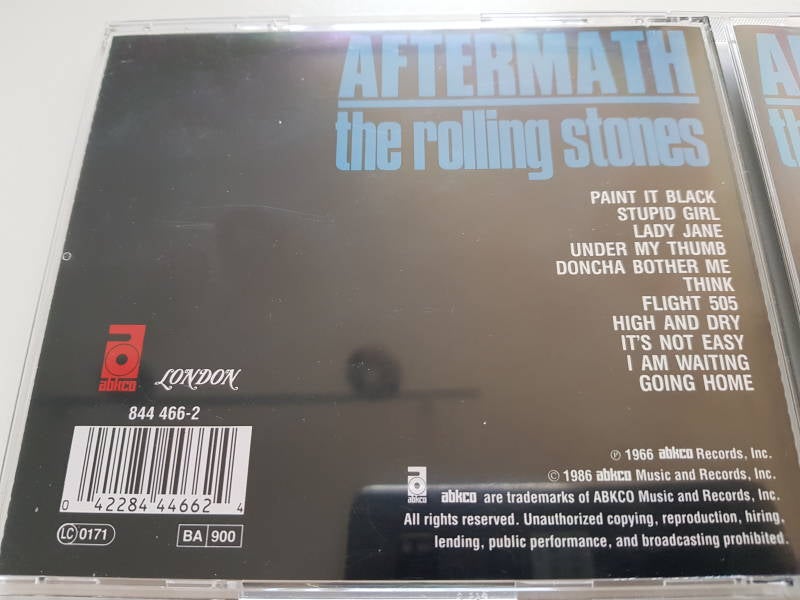 AFTERMATH
the rolling stones
PAINT IT BLACK
STUPID GIRL
LADY JANE
UNDER MY THUMB
DONCHA BOTHER ME
THINK
FLIGHT 505
HIGH AND DRY
IT'S NOT EASY
I AM WAITING
GOING HOME
abkco
LONDON
844 466-2
0 42284 44662 4
LC 0171
BA 900
℗ 1966 abkco Records, Inc.
© 1986 abkco Music and Records, Inc.
abkco abkco are trademarks of ABKCO Music and Records, Inc.
All rights reserved. Unauthorized copying, reproduction, hiring,
lending, public performance, and broadcasting prohibited.